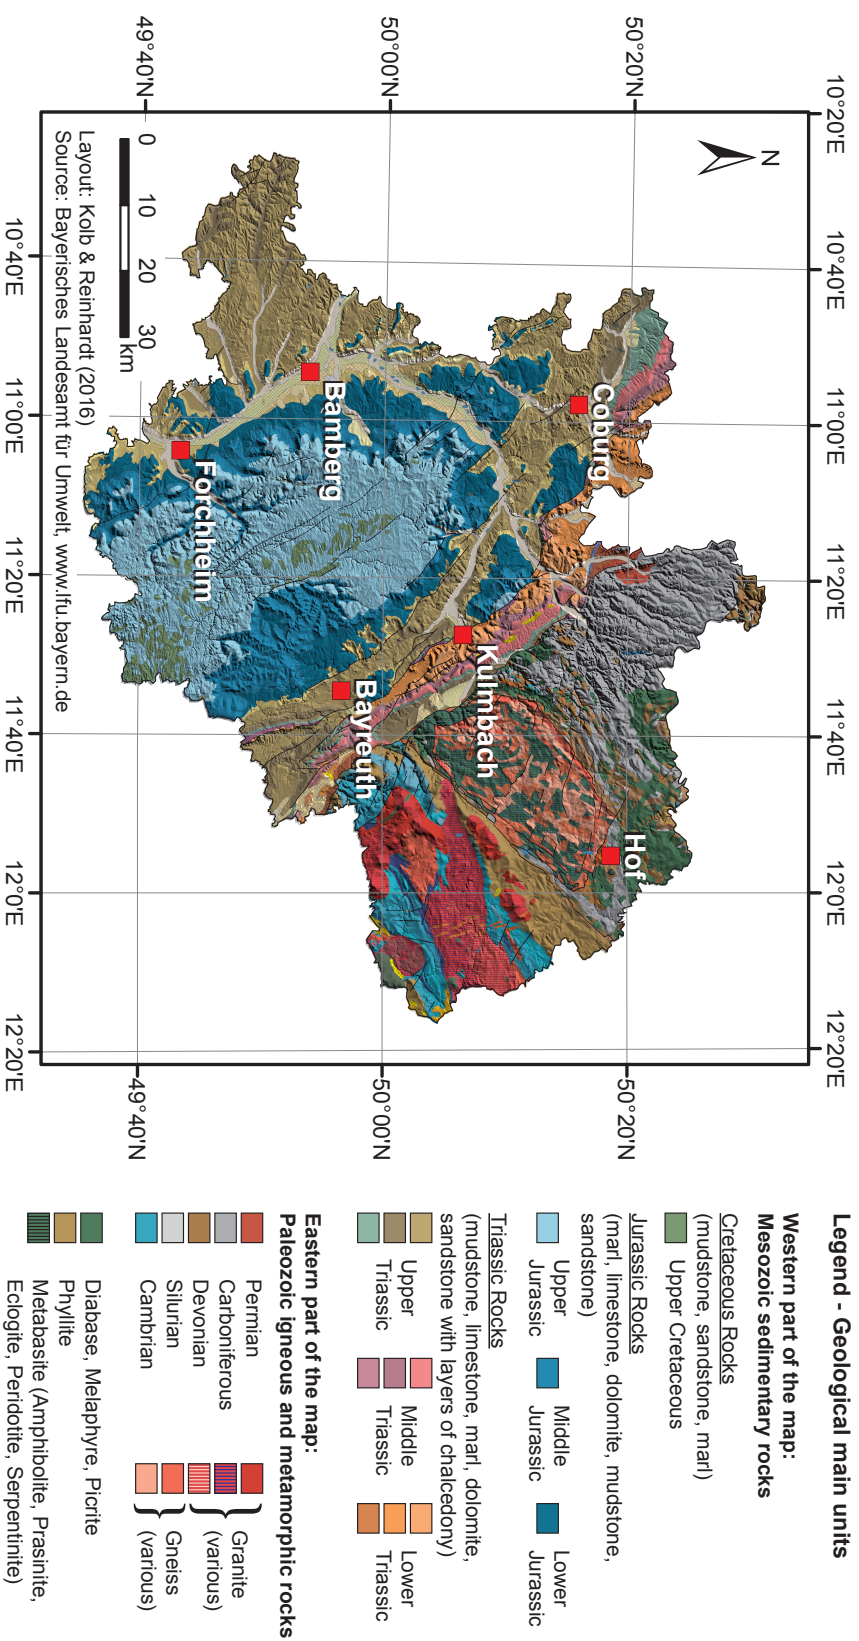 10°20'E
10°40'E
11°00'E
11°20'E
11°40'E
12°0'E
12°20'E
50°20'N
50°20'N
50°00'N
50°00'N
49°40'N
49°40'N
N
Coburg
Hof
Kulmbach
Bamberg
Bayreuth
Forchheim
0 10 20 30
km
Layout: Kolb & Reinhardt (2016)
Source: Bayerisches Landesamt für Umwelt, www.lfu.bayern.de
10°40'E
11°00'E
11°20'E
11°40'E
12°0'E
12°20'E
Legend - Geological main units
Western part of the map:
Mesozoic sedimentary rocks
Cretaceous Rocks
(mudstone, sandstone, marl)
Upper Cretaceous
Jurassic Rocks
(marl, limestone, dolomite, mudstone,
sandstone)
Upper
Jurassic
Middle
Jurassic
Lower
Jurassic
Triassic Rocks
(mudstone, limestone, marl, dolomite,
sandstone with layers of chalcedony)
Upper
Triassic
Middle
Triassic
Lower
Triassic
Eastern part of the map:
Paleozoic igneous and metamorphic rocks
Permian
Carboniferous
Devonian
Silurian
Cambrian
Granite
(various)
Gneiss
(various)
Diabase, Melaphyre, Picrite
Phyllite
Metabasite (Amphibolite, Prasinite,
Eclogite, Peridotite, Serpentinite)